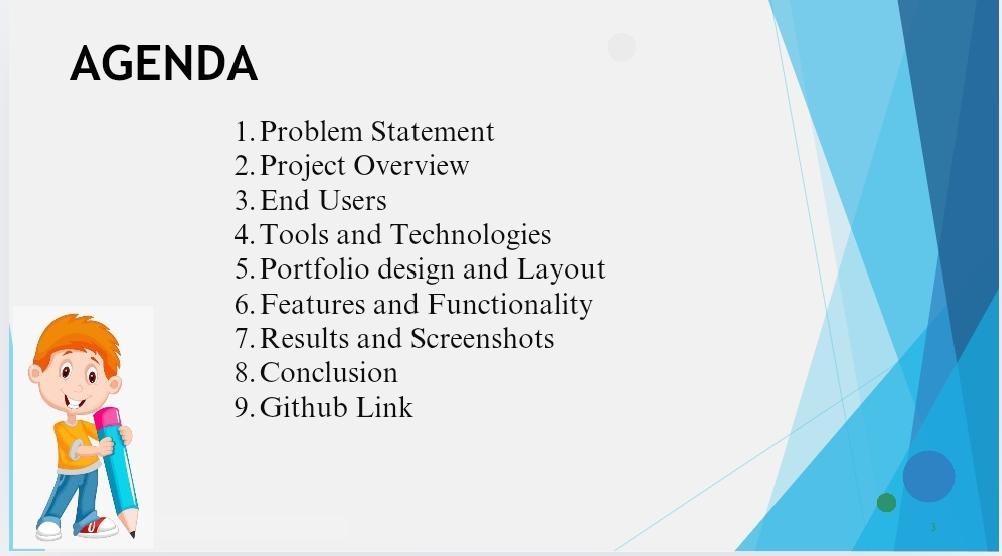 AGENDA
1. Problem Statement
2. Project Overview
3. End Users
4. Tools and Technologies
5. Portfolio design and Layout
6. Features and Functionality
7. Results and Screenshots
8. Conclusion
9. Github Link
3